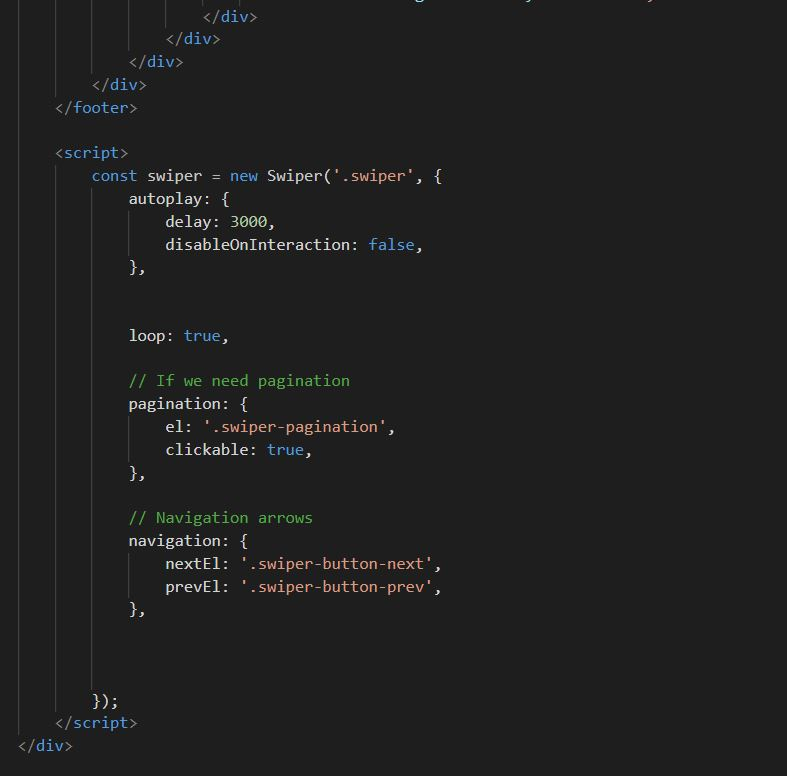 </div>
</div>
</div>
</div>
</footer>
<script>
const swiper = new Swiper('.swiper', {
autoplay: {
delay: 3000,
disableOnInteraction: false,
},
loop: true,
// If we need pagination
pagination: {
el: '.swiper-pagination',
clickable: true,
},
// Navigation arrows
navigation: {
nextEl: '.swiper-button-next',
prevEl: '.swiper-button-prev',
},
});
</script>
</div>